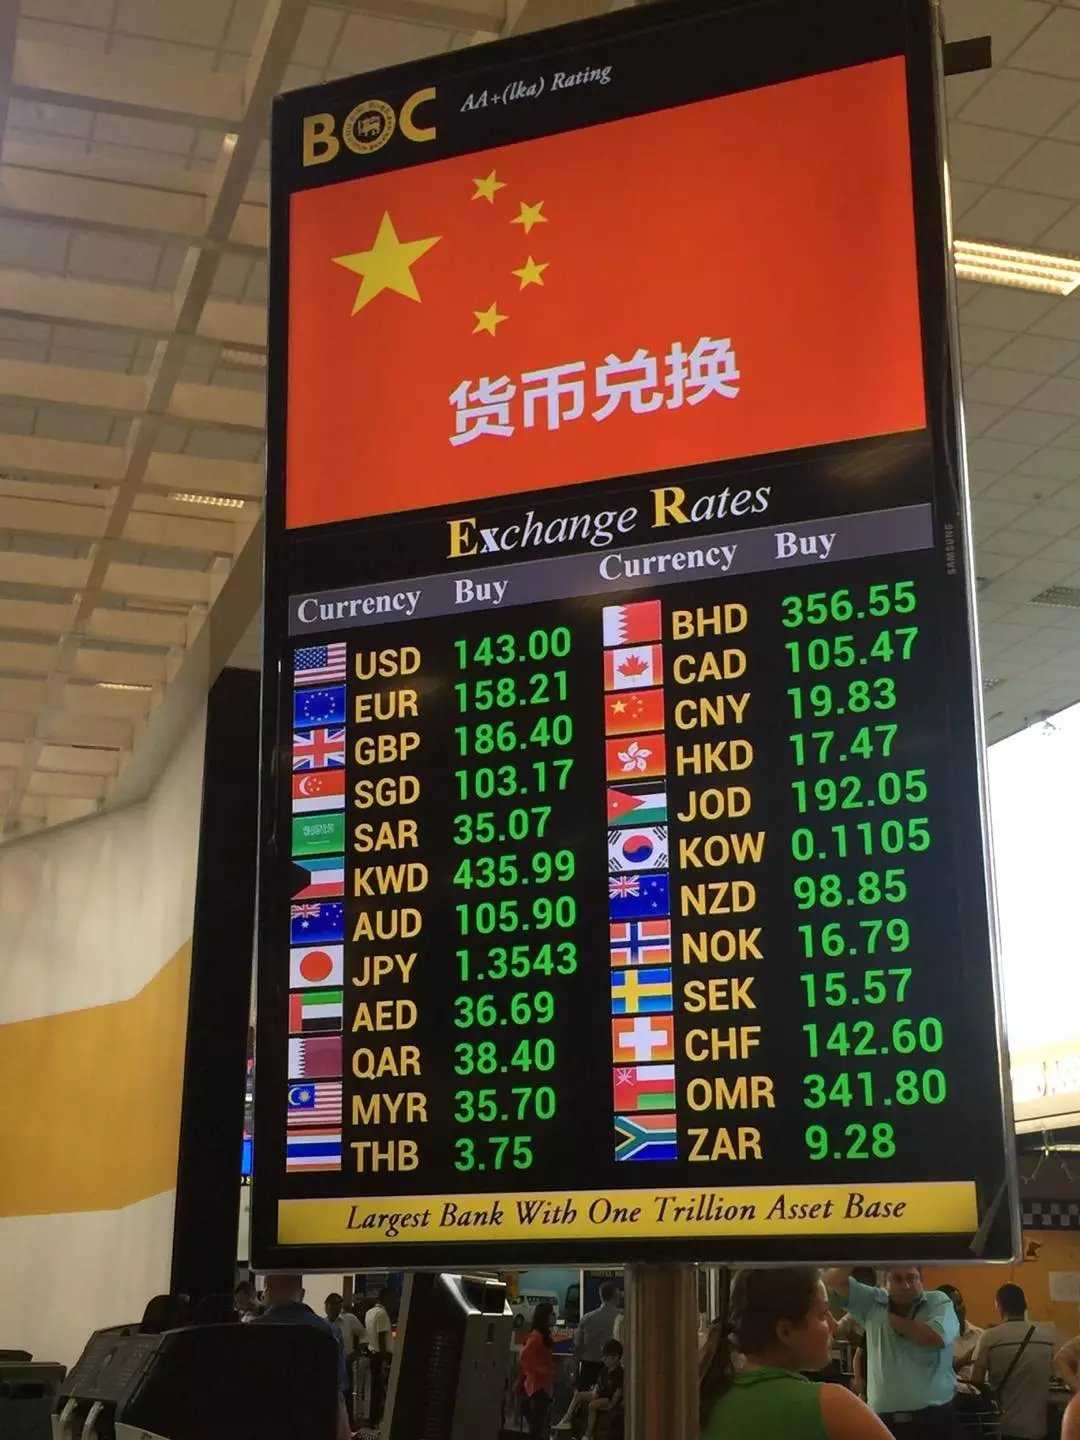 BOC AA+(lka) Rating
货币兑换
Exchange Rates
Currency Buy Currency Buy
USD 143.00 BHD 356.55
EUR 158.21 CAD 105.47
GBP 186.40 CNY 19.83
SGD 103.17 HKD 17.47
SAR 35.07 JOD 192.05
KWD 435.99 KOW 0.1105
AUD 105.90 NZD 98.85
JPY 1.3543 NOK 16.79
AED 36.69 SEK 15.57
QAR 38.40 CHF 142.60
MYR 35.70 OMR 341.80
THB 3.75 ZAR 9.28
Largest Bank With One Trillion Asset Base
SAMSUNG